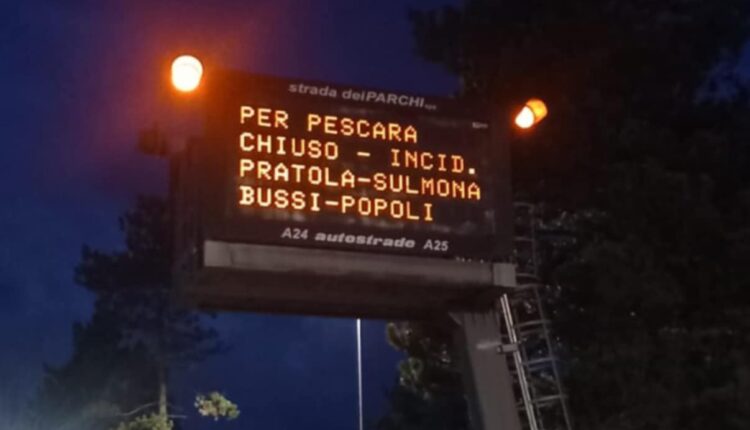 strada deiPARCHI
PER PESCARA
CHIUSO - INCID.
PRATOLA-SULMONA
BUSSI-POPOLI
A24 autostrade A25